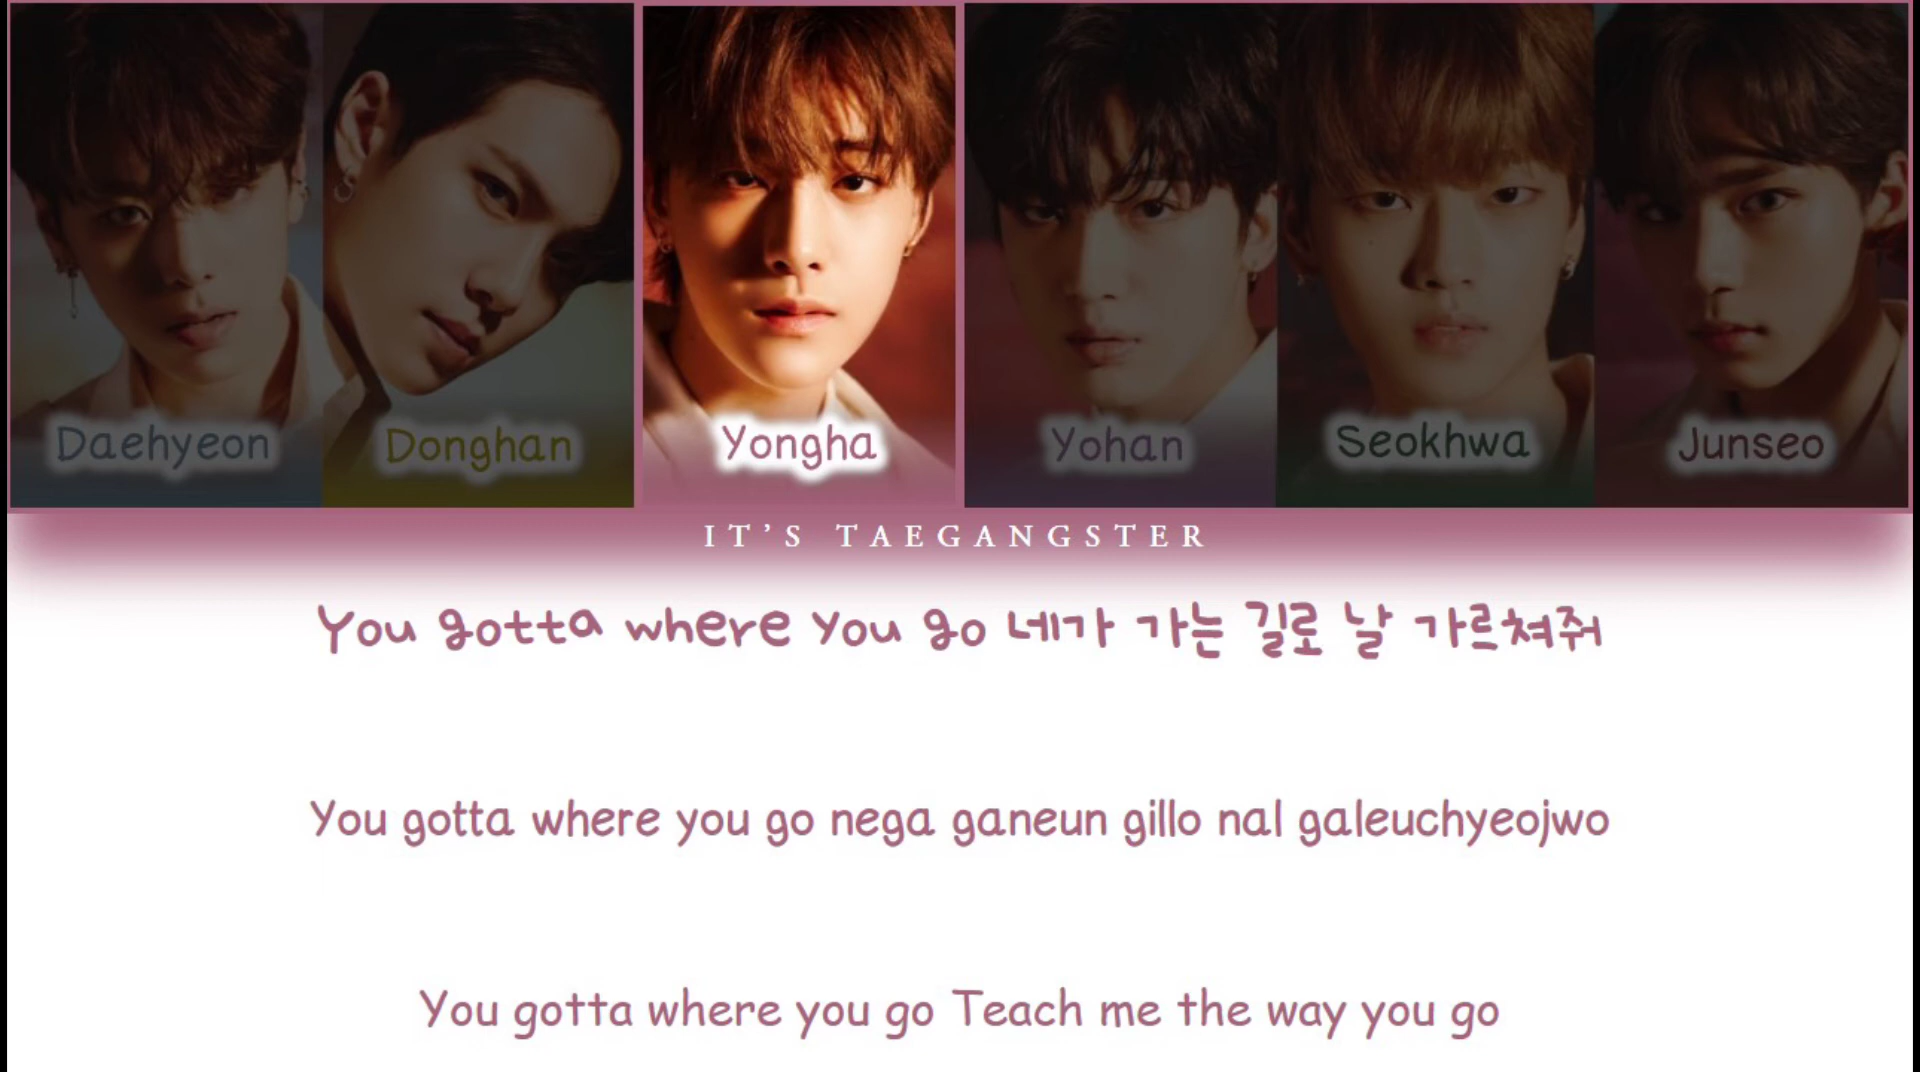 Daehyeon Donghan Yongha Yohan Seokhwa Junseo
IT'S TAEGANGSTER
You gotta where you go 네가 가는 길로 날 가르쳐줘
You gotta where you go nega ganeun gillo nal galeuchyeojwo
You gotta where you go Teach me the way you go